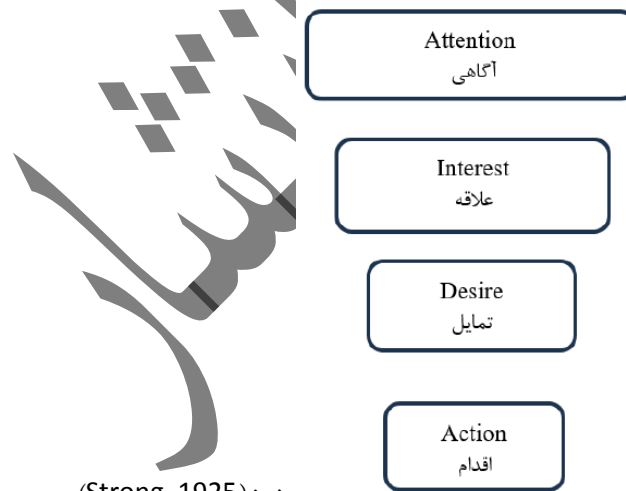 Attention
آگاهی
Interest
علاقه
Desire
تمایل
Action
اقدام
(Strong, 1925)